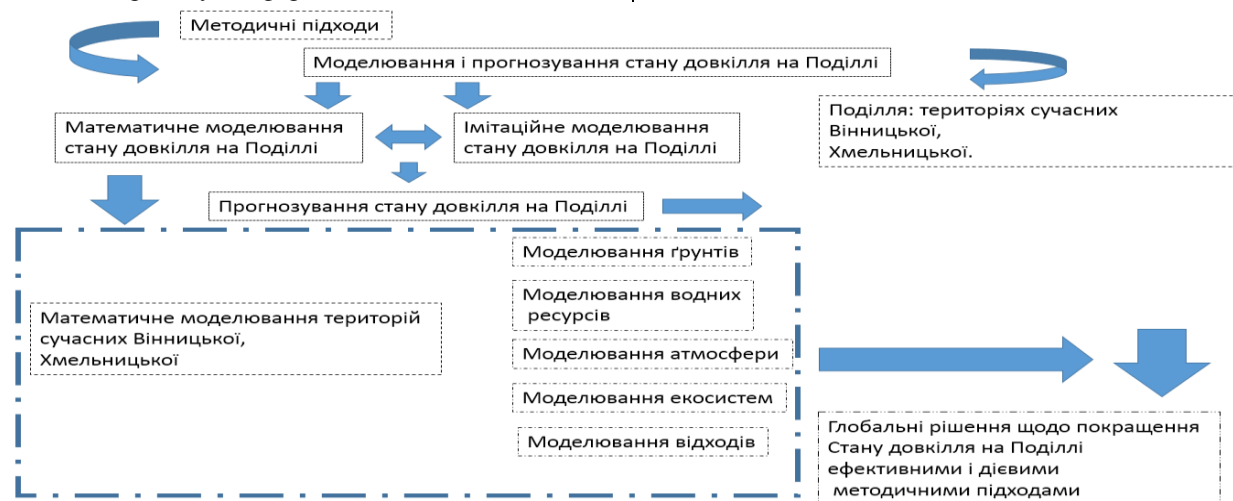 Методичні підходи
Моделювання і прогнозування стану довкілля на Поділлі
Математичне моделювання
стану довкілля на Поділлі
Імітаційне моделювання
стану довкілля на Поділлі
Поділля: територіях сучасних
Вінницької,
Хмельницької.
Прогнозування стану довкілля на Поділлі
Математичне моделювання територій
сучасних Вінницької,
Хмельницької
Моделювання ґрунтів
Моделювання водних
ресурсів
Моделювання атмосфери
Моделювання екосистем
Моделювання відходів
Глобальні рішення щодо покращення
Стану довкілля на Поділлі
ефективними і дієвими
методичними підходами